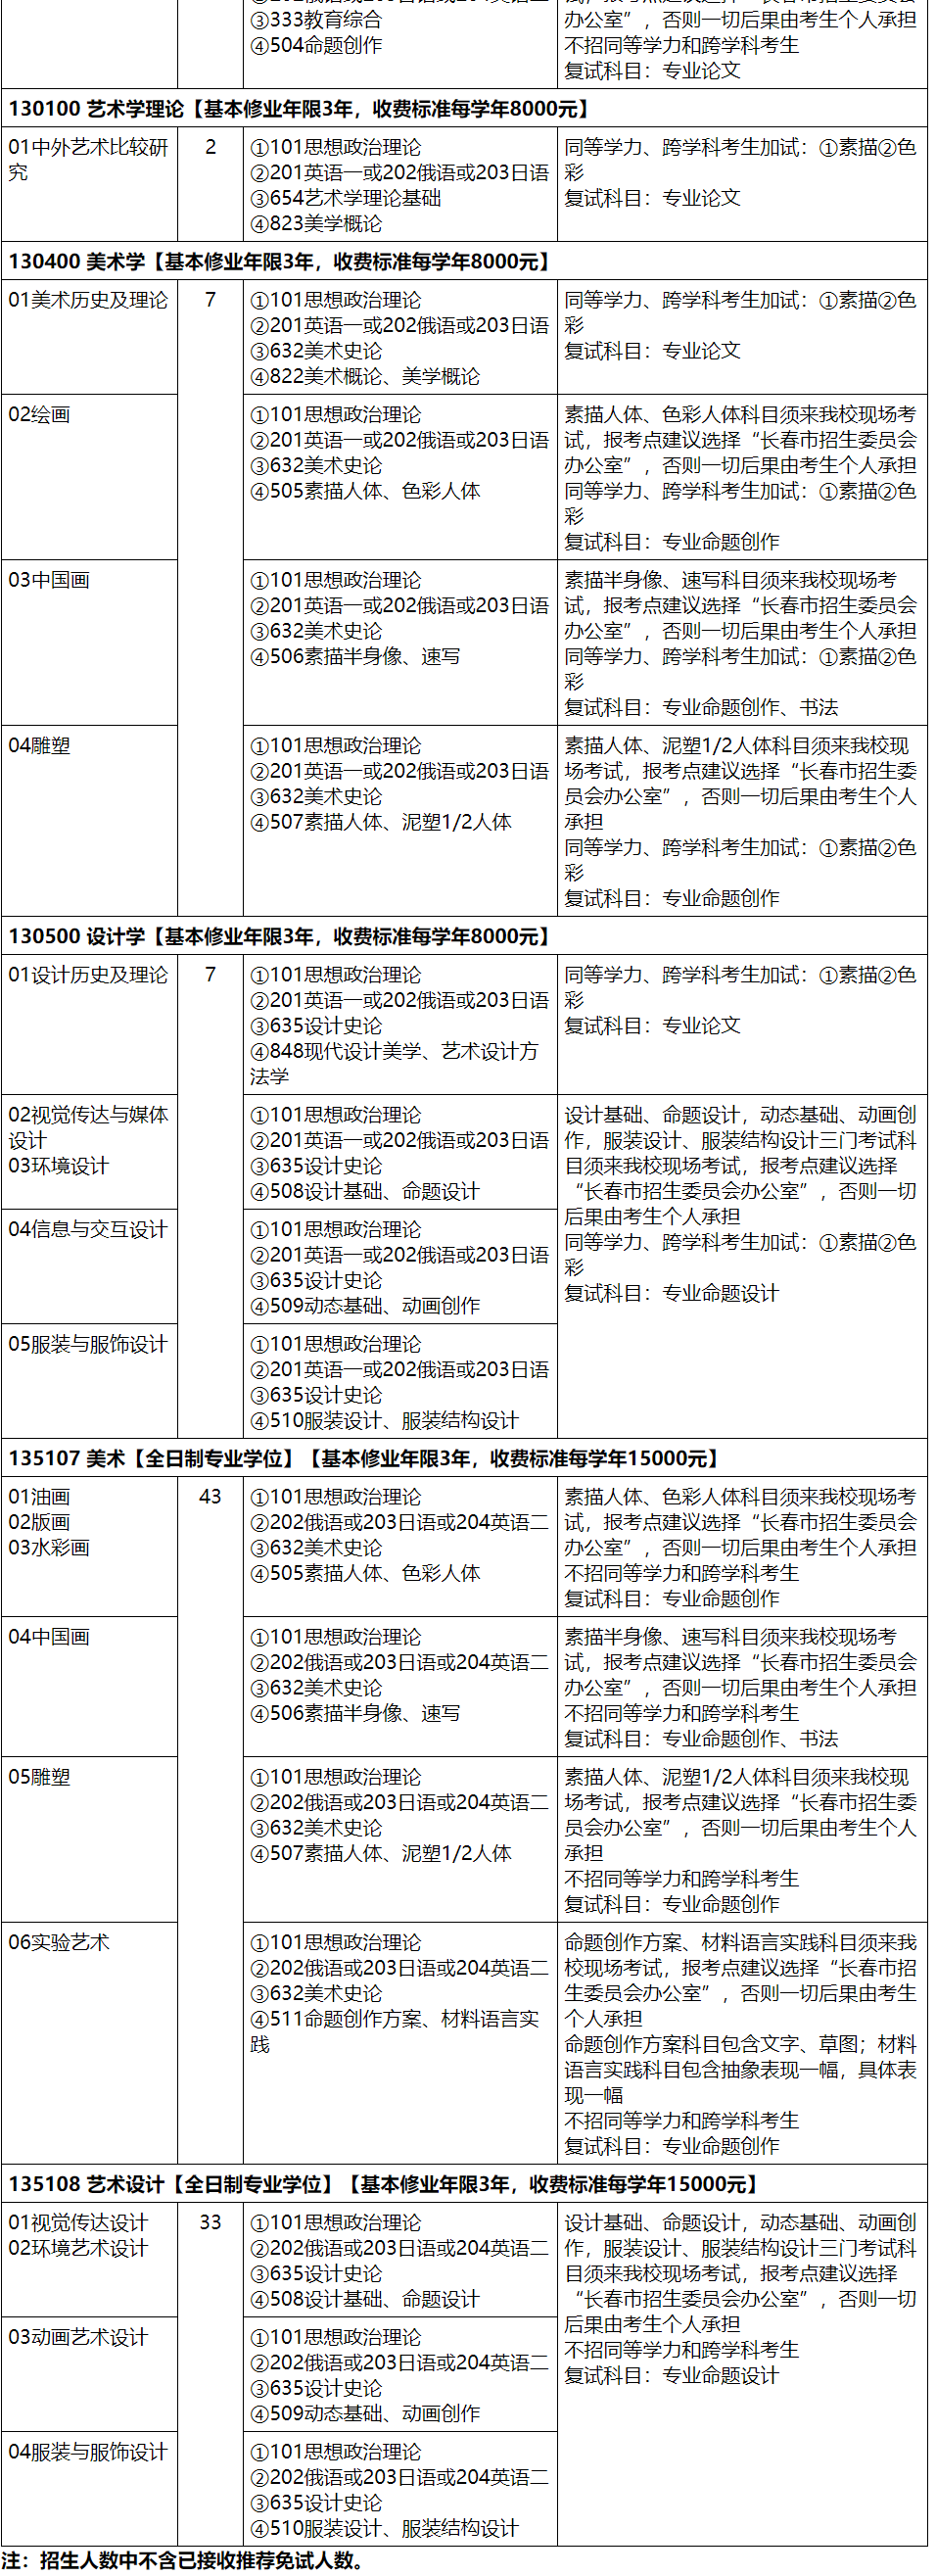 ③333教育综合
④504命题创作
办公室”，否则一切后果由考生个人承担
不招同等学力和跨学科考生
复试科目：专业论文
130100 艺术学理论【基本修业年限3年，收费标准每学年8000元】
01中外艺术比较研
究
2
①101思想政治理论
②201英语一或202俄语或203日语
③654艺术学理论基础
④823美学概论
同等学力、跨学科考生加试：①素描②色
彩
复试科目：专业论文
130400 美术学【基本修业年限3年，收费标准每学年8000元】
01美术历史及理论
7
①101思想政治理论
②201英语一或202俄语或203日语
③632美术史论
④822美术概论、美学概论
同等学力、跨学科考生加试：①素描②色
彩
复试科目：专业论文
02绘画
①101思想政治理论
②201英语一或202俄语或203日语
③632美术史论
④505素描人体、色彩人体
素描人体、色彩人体科目须来我校现场考
试，报考点建议选择“长春市招生委员会
办公室”，否则一切后果由考生个人承担
同等学力、跨学科考生加试：①素描②色
彩
复试科目：专业命题创作
03中国画
①101思想政治理论
②201英语一或202俄语或203日语
③632美术史论
④506素描半身像、速写
素描半身像、速写科目须来我校现场考
试，报考点建议选择“长春市招生委员会
办公室”，否则一切后果由考生个人承担
同等学力、跨学科考生加试：①素描②色
彩
复试科目：专业命题创作、书法
04雕塑
①101思想政治理论
②201英语一或202俄语或203日语
③632美术史论
④507素描人体、泥塑1/2人体
素描人体、泥塑1/2人体科目须来我校现
场考试，报考点建议选择“长春市招生委
员会办公室”，否则一切后果由考生个人
承担
同等学力、跨学科考生加试：①素描②色
彩
复试科目：专业命题创作
130500 设计学【基本修业年限3年，收费标准每学年8000元】
01设计历史及理论
7
①101思想政治理论
②201英语一或202俄语或203日语
③635设计史论
④848现代设计美学、艺术设计方
法学
同等学力、跨学科考生加试：①素描②色
彩
复试科目：专业论文
02视觉传达与媒体
设计
03环境设计
①101思想政治理论
②201英语一或202俄语或203日语
③635设计史论
④508设计基础、命题设计
设计基础、命题设计，动态基础、动画创
作，服装设计、服装结构设计三门考试科
目须来我校现场考试，报考点建议选择
“长春市招生委员会办公室”，否则一切
后果由考生个人承担
同等学力、跨学科考生加试：①素描②色
彩
复试科目：专业命题设计
04信息与交互设计
①101思想政治理论
②201英语一或202俄语或203日语
③635设计史论
④509动态基础、动画创作
05服装与服饰设计
①101思想政治理论
②201英语一或202俄语或203日语
③635设计史论
④510服装设计、服装结构设计
135107 美术【全日制专业学位】【基本修业年限3年，收费标准每学年15000元】
01油画
02版画
03水彩画
43
①101思想政治理论
②202俄语或203日语或204英语二
③632美术史论
④505素描人体、色彩人体
素描人体、色彩人体科目须来我校现场考
试，报考点建议选择“长春市招生委员会
办公室”，否则一切后果由考生个人承担
不招同等学力和跨学科考生
复试科目：专业命题创作
04中国画
①101思想政治理论
②202俄语或203日语或204英语二
③632美术史论
④506素描半身像、速写
素描半身像、速写科目须来我校现场考
试，报考点建议选择“长春市招生委员会
办公室”，否则一切后果由考生个人承担
不招同等学力和跨学科考生
复试科目：专业命题创作、书法
05雕塑
①101思想政治理论
②202俄语或203日语或204英语二
③632美术史论
④507素描人体、泥塑1/2人体
素描人体、泥塑1/2人体科目须来我校现
场考试，报考点建议选择“长春市招生委
员会办公室”，否则一切后果由考生个人
承担
不招同等学力和跨学科考生
复试科目：专业命题创作
06实验艺术
①101思想政治理论
②202俄语或203日语或204英语二
③632美术史论
④511命题创作方案、材料语言实
践
命题创作方案、材料语言实践科目须来我
校现场考试，报考点建议选择“长春市招
生委员会办公室”，否则一切后果由考生
个人承担
命题创作方案科目包含文字、草图；材料
语言实践科目包含抽象表现一幅，具体表
现一幅
不招同等学力和跨学科考生
复试科目：专业命题创作
135108 艺术设计【全日制专业学位】【基本修业年限3年，收费标准每学年15000元】
01视觉传达设计
02环境艺术设计
33
①101思想政治理论
②202俄语或203日语或204英语二
③635设计史论
④508设计基础、命题设计
设计基础、命题设计，动态基础、动画创
作，服装设计、服装结构设计三门考试科
目须来我校现场考试，报考点建议选择
“长春市招生委员会办公室”，否则一切
后果由考生个人承担
不招同等学力和跨学科考生
复试科目：专业命题设计
03动画艺术设计
①101思想政治理论
②202俄语或203日语或204英语二
③635设计史论
④509动态基础、动画创作
04服装与服饰设计
①101思想政治理论
②202俄语或203日语或204英语二
③635设计史论
④510服装设计、服装结构设计
注：招生人数中不含已接收推荐免试人数。